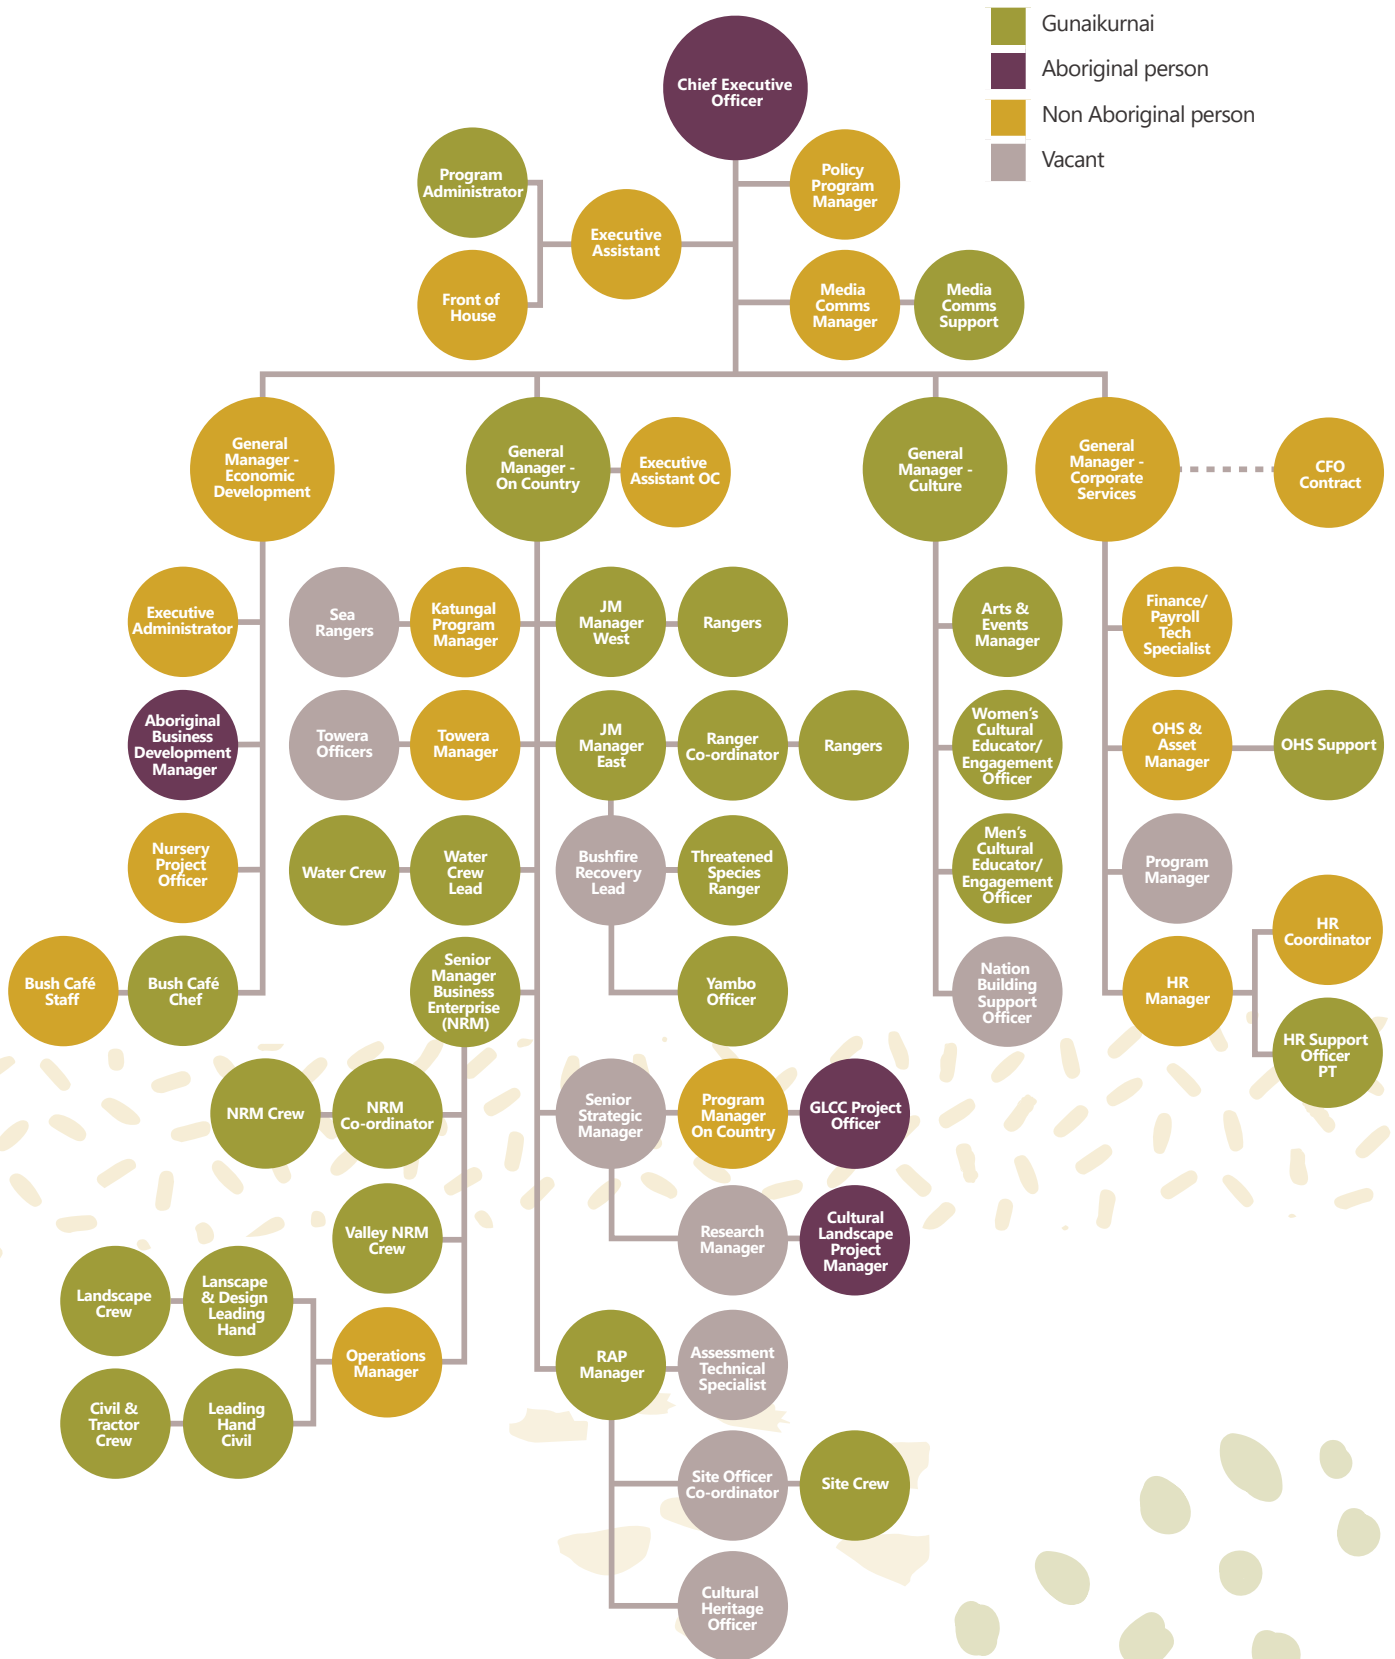 Gunaikurnai
Aboriginal person
Non Aboriginal person
Vacant
Chief Executive
Officer
Program
Administrator
Front of
House
Executive
Assistant
Policy
Program
Manager
Media
Comms
Manager
Media
Comms
Support
General
Manager -
Economic
Development
General
Manager -
On Country
Executive
Assistant OC
General
Manager -
Culture
General
Manager -
Corporate
Services
CFO
Contract
Executive
Administrator
Aboriginal
Business
Development
Manager
Nursery
Project
Officer
Bush Café
Staff
Bush Café
Chef
Sea
Rangers
Katungal
Program
Manager
JM
Manager
West
Rangers
Towera
Officers
Towera
Manager
JM
Manager
East
Ranger
Co-ordinator
Rangers
Water Crew
Water
Crew
Lead
Bushfire
Recovery
Lead
Threatened
Species
Ranger
Senior
Manager
Business
Enterprise
(NRM)
Yambo
Officer
NRM Crew
NRM
Co-ordinator
Valley NRM
Crew
Landscape
Crew
Lanscape
& Design
Leading
Hand
Operations
Manager
Civil &
Tractor
Crew
Leading
Hand
Civil
Senior
Strategic
Manager
Program
Manager
On Country
GLCC Project
Officer
Research
Manager
Cultural
Landscape
Project
Manager
RAP
Manager
Assessment
Technical
Specialist
Site Officer
Co-ordinator
Site Crew
Cultural
Heritage
Officer
Arts &
Events
Manager
Women's
Cultural
Educator/
Engagement
Officer
Men's
Cultural
Educator/
Engagement
Officer
Nation
Building
Support
Officer
Finance/
Payroll
Tech
Specialist
OHS &
Asset
Manager
OHS Support
Program
Manager
HR
Manager
HR
Coordinator
HR Support
Officer
PT